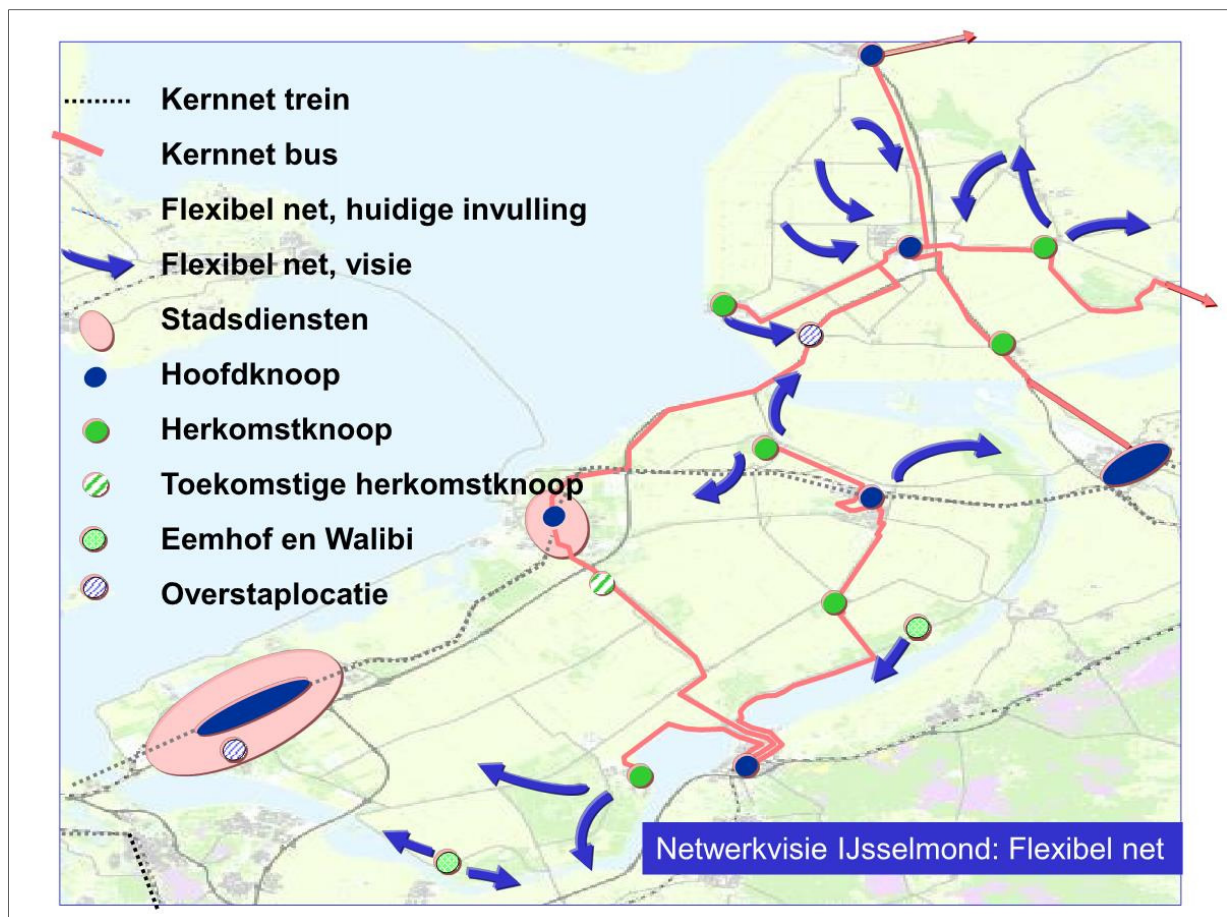 Kernnet trein
Kernnet bus
Flexibel net, huidige invulling
Flexibel net, visie
Stadsdiensten
Hoofdknoop
Herkomstknoop
Toekomstige herkomstknoop
Eemhof en Walibi
Overstaplocatie
Netwerkvisie IJsselmond: Flexibel net